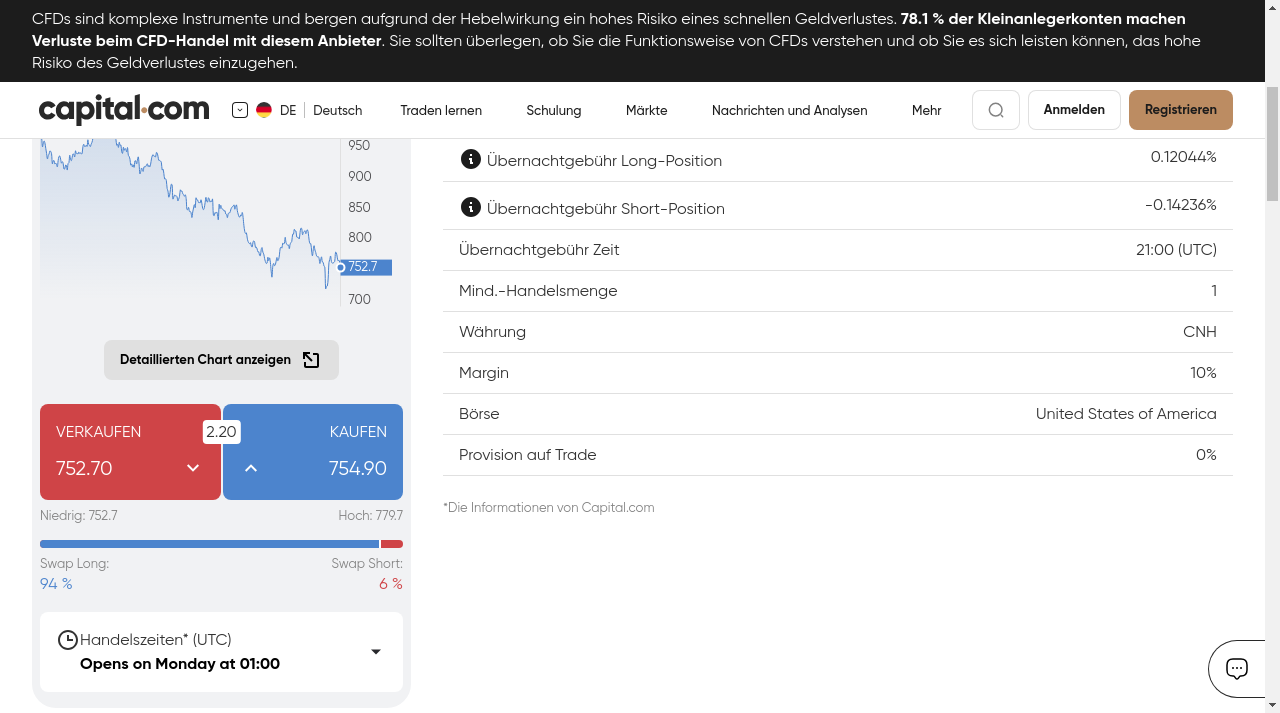 CFDs sind komplexe Instrumente und bergen aufgrund der Hebelwirkung ein hohes Risiko eines schnellen Geldverlustes. 78.1 % der Kleinanlegerkonten machen
Verluste beim CFD-Handel mit diesem Anbieter. Sie sollten überlegen, ob Sie die Funktionsweise von CFDs verstehen und ob Sie es sich leisten können, das hohe
Risiko des Geldverlustes einzugehen.
capital.com DE Deutsch Traden lernen Schulung Märkte Nachrichten und Analysen Mehr Anmelden Registrieren
950
900
850
800
752.7
700
Detaillierten Chart anzeigen
VERKAUFEN 2.20 KAUFEN
752.70 754.90
Niedrig: 752.7 Hoch: 779.7
Swap Long: Swap Short:
94 % 6 %
Handelszeiten* (UTC)
Opens on Monday at 01:00
Übernachtgebühr Long-Position 0.12044%
Übernachtgebühr Short-Position -0.14236%
Übernachtgebühr Zeit 21:00 (UTC)
Mind.-Handelsmenge 1
Währung CNH
Margin 10%
Börse United States of America
Provision auf Trade 0%
*Die Informationen von Capital.com